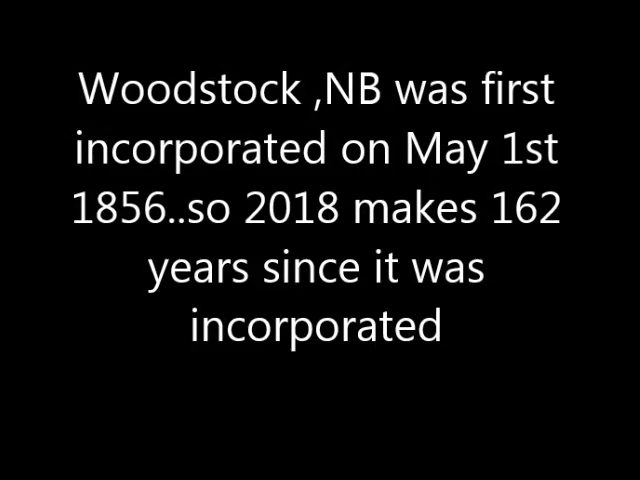 Woodstock ,NB was first
incorporated on May 1st
1856..so 2018 makes 162
years since it was
incorporated